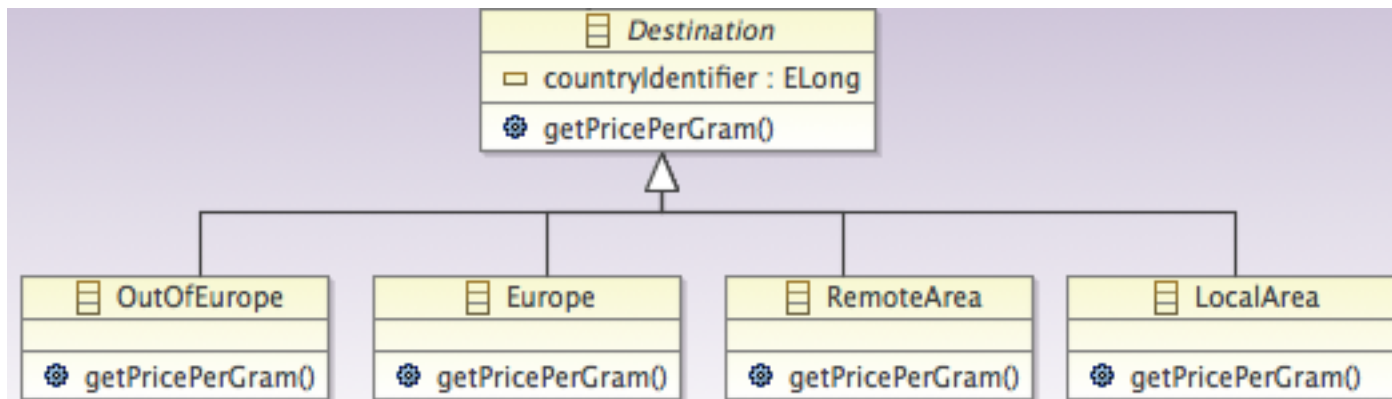 Destination
countryIdentifier : ELong
getPricePerGram()
OutOfEurope
getPricePerGram()
Europe
getPricePerGram()
RemoteArea
getPricePerGram()
LocalArea
getPricePerGram()